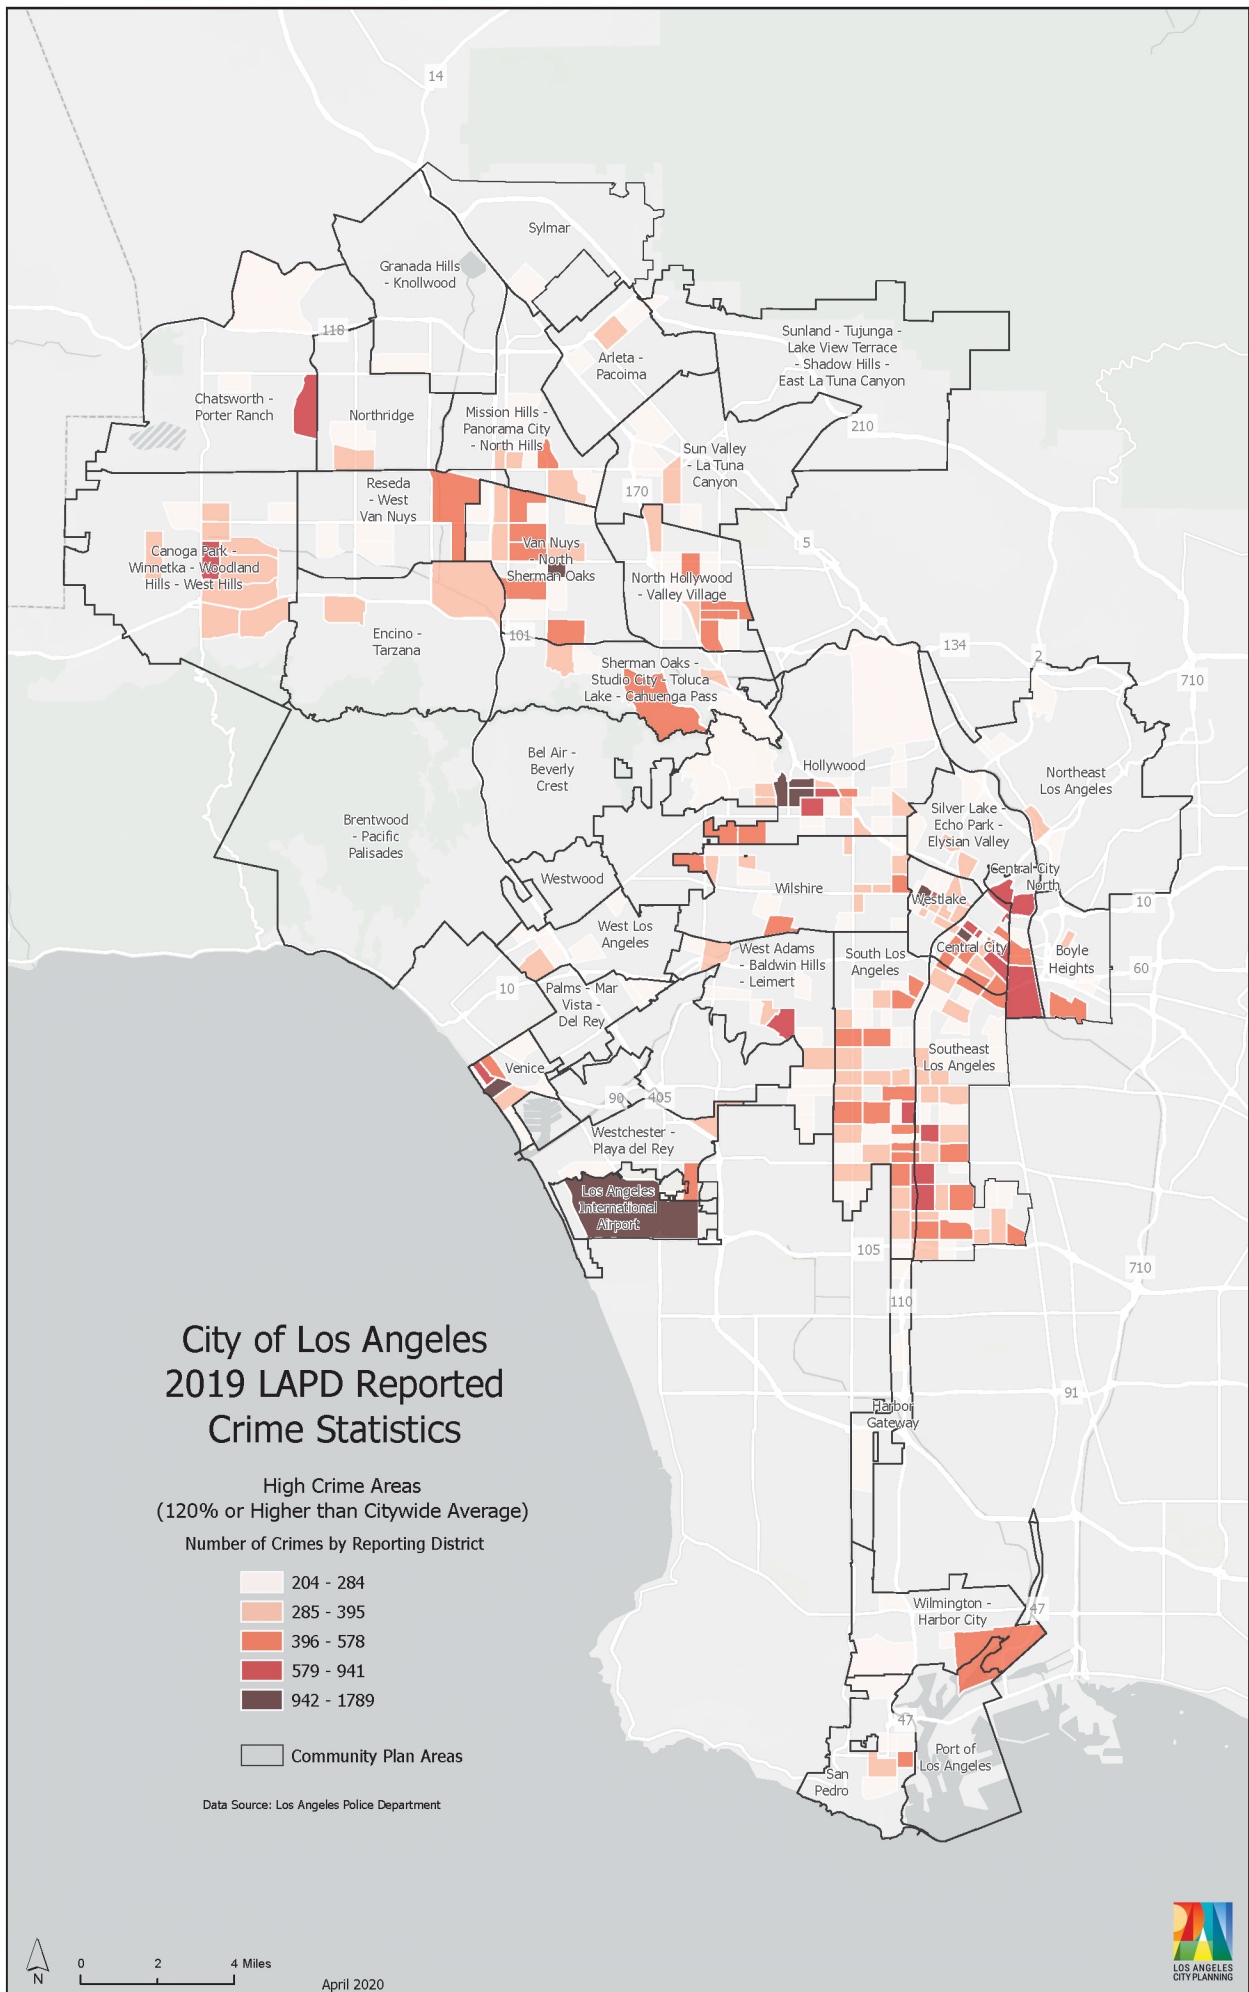 14
Sylmar
Granada Hills
- Knollwood
118
Sunland - Tujunga -
Lake View Terrace
- Shadow Hills -
East La Tuna Canyon
Arleta -
Pacoima
Chatsworth -
Porter Ranch
Northridge
Mission Hills -
Panorama City
- North Hills
210
Sun Valley
- La Tuna
Canyon
Reseda
- West
Van Nuys
170
5
Canoga Park -
Winnetka - Woodland
Hills - West Hills
Van Nuys
- North
Sherman Oaks
North Hollywood
- Valley Village
Encino -
Tarzana
101
134
2
710
Sherman Oaks -
Studio City - Toluca
Lake - Cahuenga Pass
Bel Air -
Beverly
Crest
Hollywood
Northeast
Los Angeles
Brentwood
- Pacific
Palisades
Silver Lake -
Echo Park -
Elysian Valley
Westwood
Wilshire
Central City
North
Westlake
10
West Los
Angeles
West Adams
- Baldwin Hills
- Leimert
South Los
Angeles
Central City
Boyle
Heights
60
10
Palms - Mar
Vista -
Del Rey
Southeast
Los Angeles
Venice
90
405
Westchester -
Playa del Rey
Los Angeles
International
Airport
105
710
110
91
Harbor
Gateway
Wilmington -
Harbor City
47
47
Port of
Los Angeles
San
Pedro
City of Los Angeles
2019 LAPD Reported
Crime Statistics
High Crime Areas
(120% or Higher than Citywide Average)
Number of Crimes by Reporting District
204 - 284
285 - 395
396 - 578
579 - 941
942 - 1789
Community Plan Areas
Data Source: Los Angeles Police Department
N
0 2 4 Miles
April 2020
LOS ANGELES
CITY PLANNING